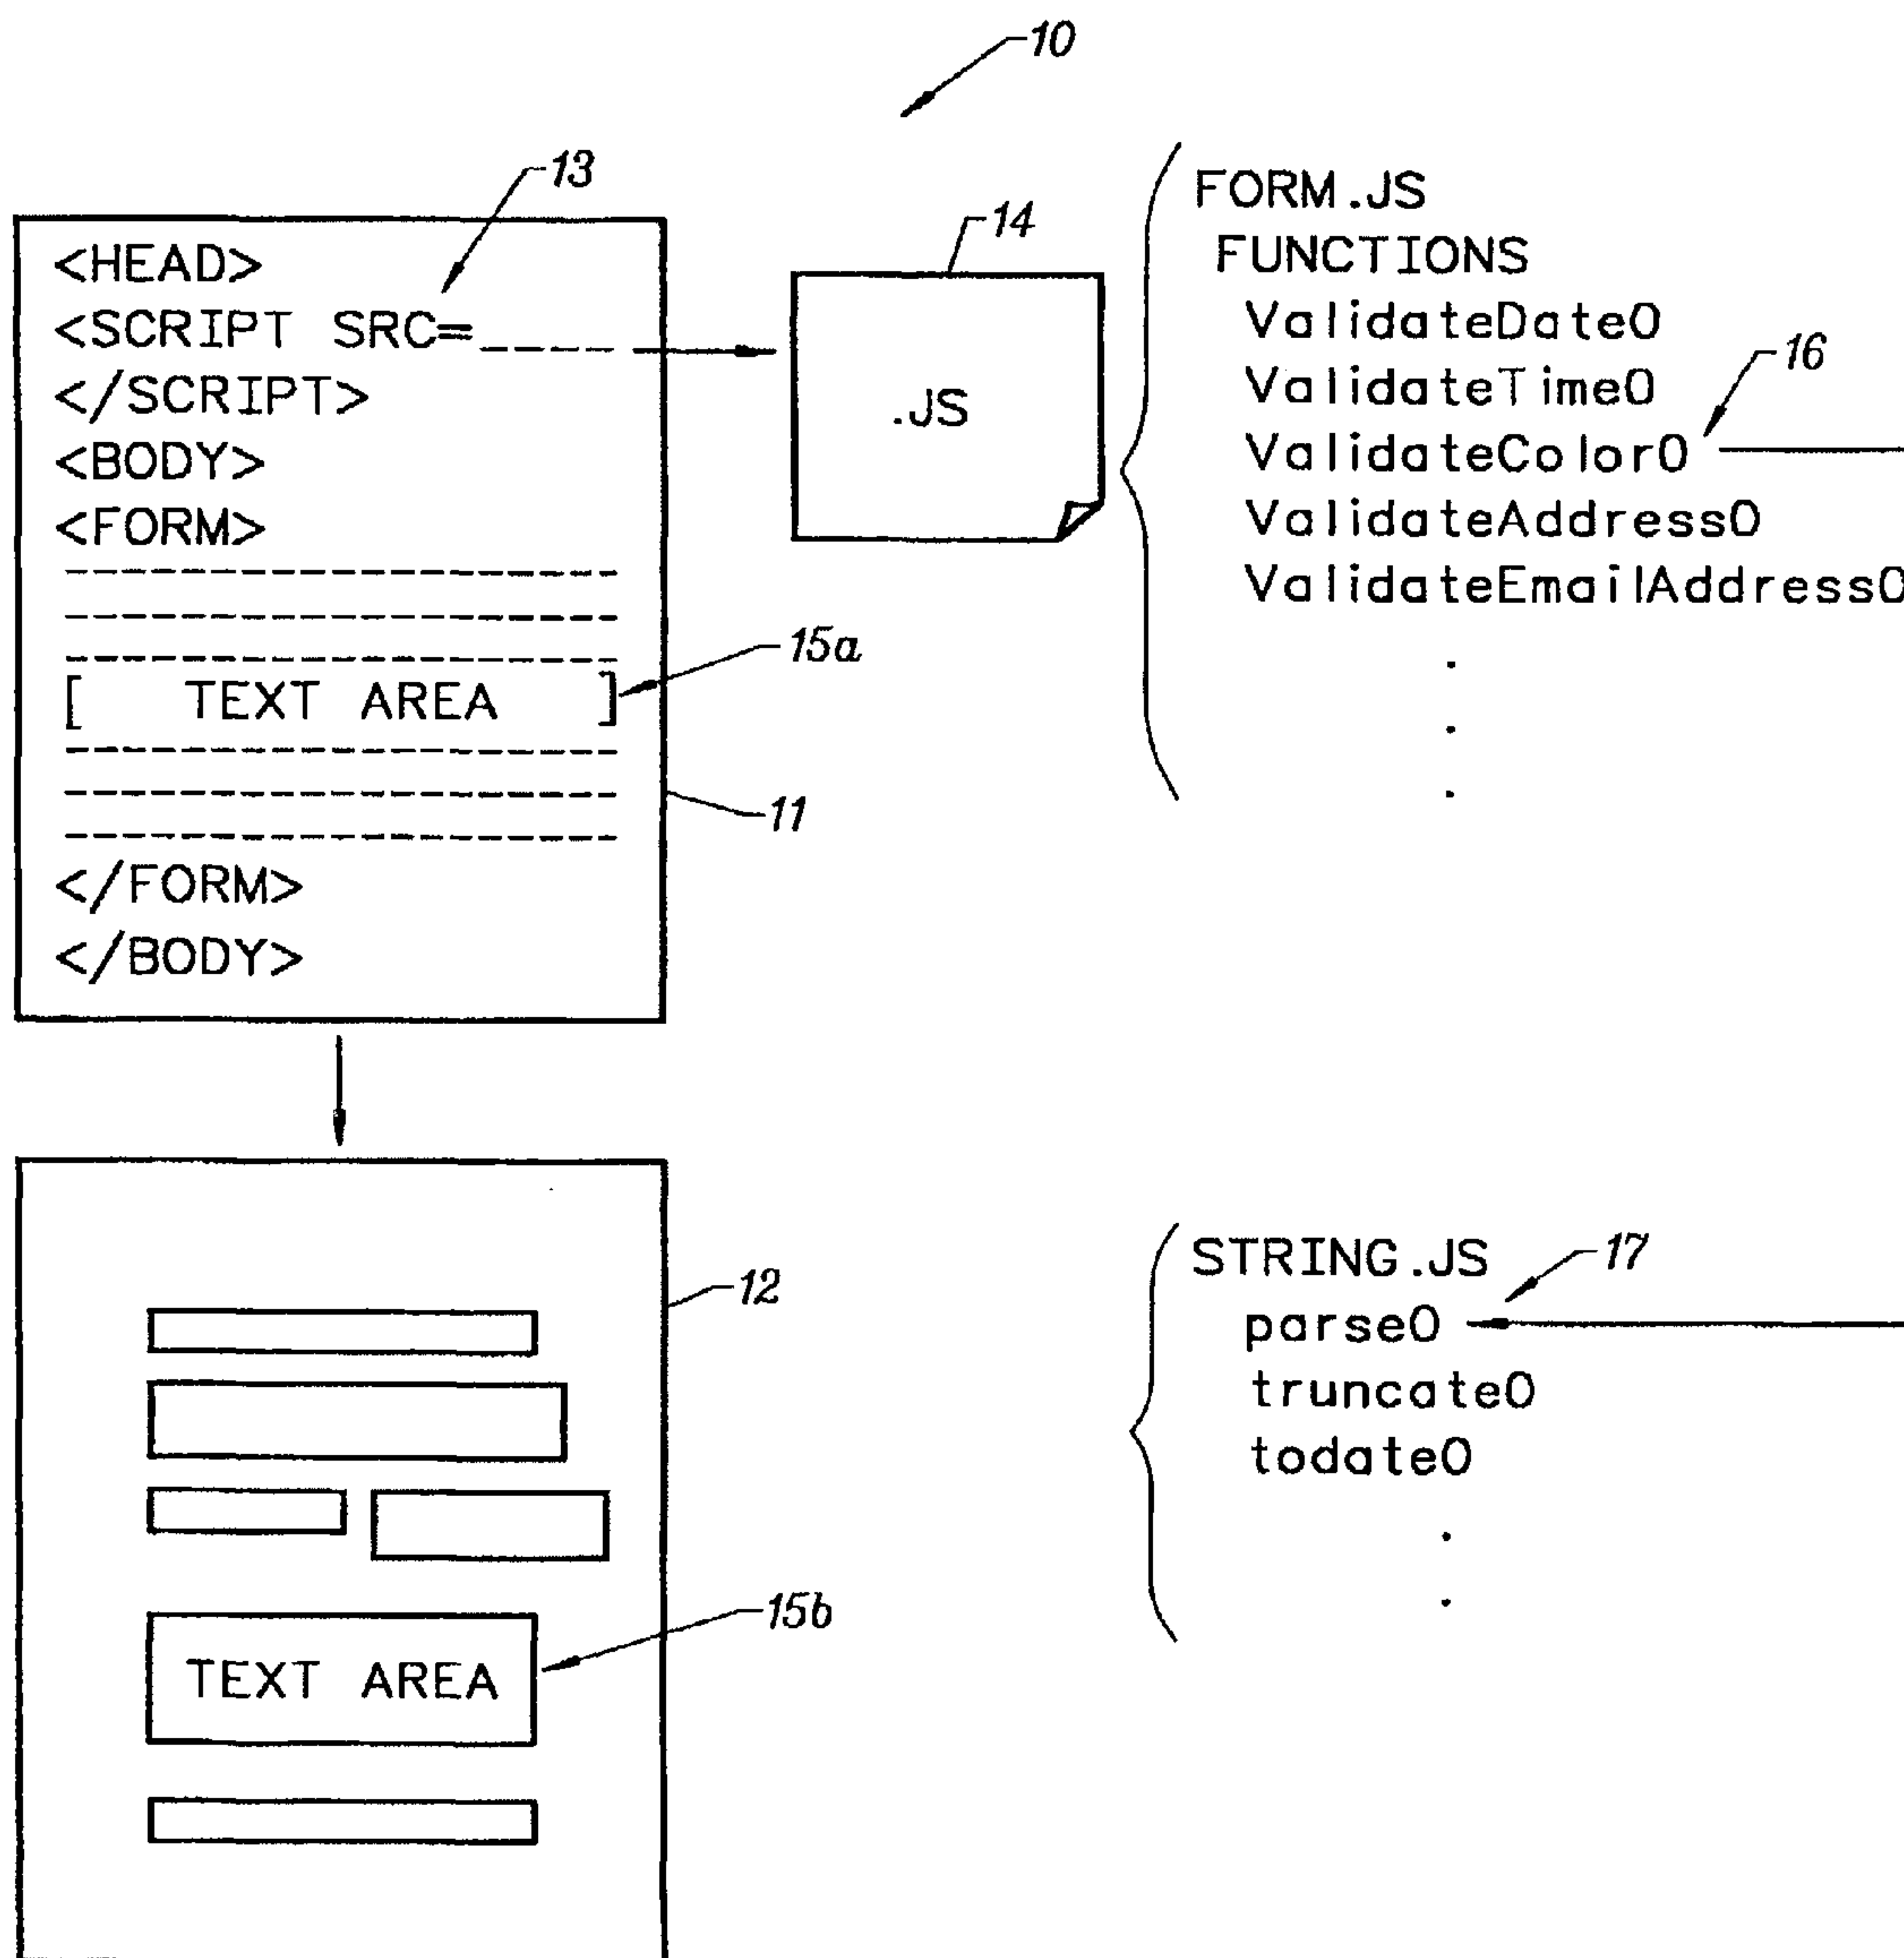 10
13
<HEAD>
<SCRIPT SRC=_____
</SCRIPT>
<BODY>
<FORM>
[ TEXT AREA ]
15a
11
</FORM>
</BODY>
14
.JS
FORM.JS
FUNCTIONS
ValidateDate()
ValidateTime()
16
ValidateColor()
ValidateAddress()
ValidateEmailAddress()
.
.
.
12
TEXT AREA
15b
STRING.JS
17
parse()
truncate()
todate()
.
.